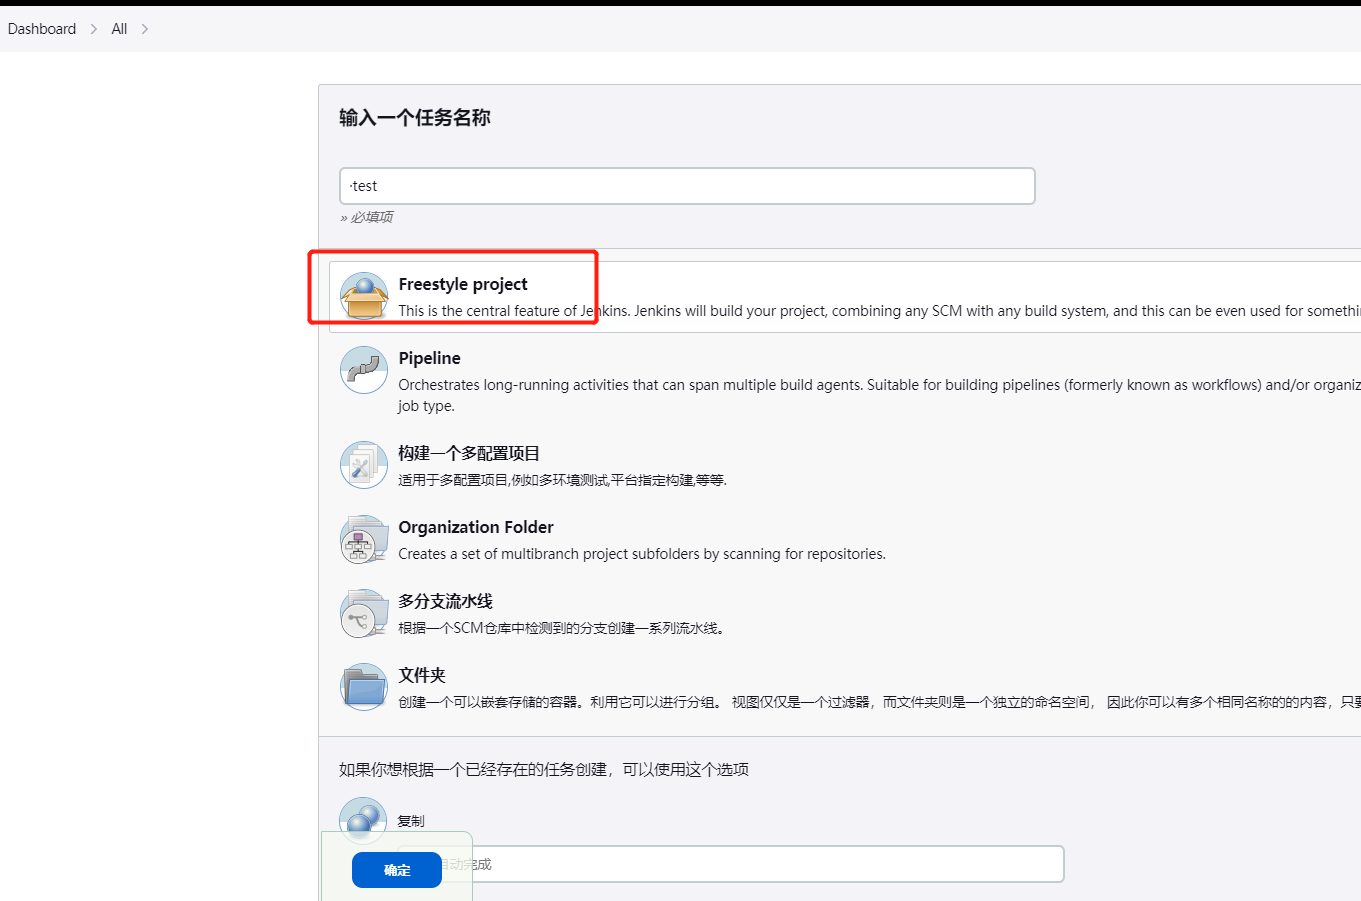 Dashboard > All >
输入一个任务名称
·test
» 必填项
Freestyle project
This is the central feature of Jenkins. Jenkins will build your project, combining any SCM with any build system, and this can be even used for somethi
Pipeline
Orchestrates long-running activities that can span multiple build agents. Suitable for building pipelines (formerly known as workflows) and/or organiz
job type.
构建一个多配置项目
适用于多配置项目,例如多环境测试,平台指定构建,等等.
Organization Folder
Creates a set of multibranch project subfolders by scanning for repositories.
多分支流水线
根据一个SCM仓库中检测到的分支创建一系列流水线。
文件夹
创建一个可以嵌套存储的容器。利用它可以进行分组。 视图仅仅是一个过滤器，而文件夹则是一个独立的命名空间， 因此你可以有多个相同名称的的内容，只要
如果你想根据一个已经存在的任务创建，可以使用这个选项
复制
自动完成
确定